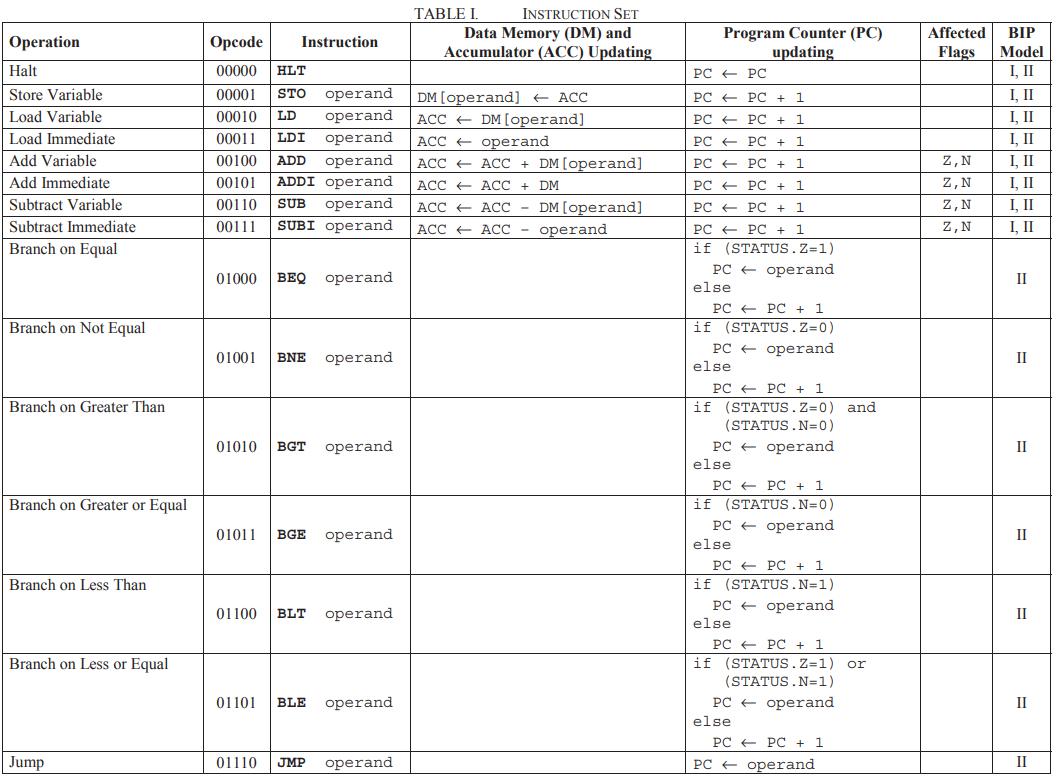 TABLE I. INSTRUCTION SET
Operation Opcode Instruction Data Memory (DM) and Accumulator (ACC) Updating Program Counter (PC) updating Affected Flags BIP Model
Halt 00000 HLT PC ← PC I, II
Store Variable 00001 STO operand DM[operand] ← ACC PC ← PC + 1 I, II
Load Variable 00010 LD operand ACC ← DM[operand] PC ← PC + 1 I, II
Load Immediate 00011 LDI operand ACC ← operand PC ← PC + 1 I, II
Add Variable 00100 ADD operand ACC ← ACC + DM[operand] PC ← PC + 1 Z,N I, II
Add Immediate 00101 ADDI operand ACC ← ACC + DM PC ← PC + 1 Z,N I, II
Subtract Variable 00110 SUB operand ACC ← ACC - DM[operand] PC ← PC + 1 Z,N I, II
Subtract Immediate 00111 SUBI operand ACC ← ACC - operand PC ← PC + 1 Z,N I, II
Branch on Equal 01000 BEQ operand
if (STATUS.Z=1)
PC ← operand
else
PC ← PC + 1
II
Branch on Not Equal 01001 BNE operand
if (STATUS.Z=0)
PC ← operand
else
PC ← PC + 1
II
Branch on Greater Than 01010 BGT operand
if (STATUS.Z=0) and
(STATUS.N=0)
PC ← operand
else
PC ← PC + 1
II
Branch on Greater or Equal 01011 BGE operand
if (STATUS.N=0)
PC ← operand
else
PC ← PC + 1
II
Branch on Less Than 01100 BLT operand
if (STATUS.N=1)
PC ← operand
else
PC ← PC + 1
II
Branch on Less or Equal 01101 BLE operand
if (STATUS.Z=1) or
(STATUS.N=1)
PC ← operand
else
PC ← PC + 1
II
Jump 01110 JMP operand PC ← operand II